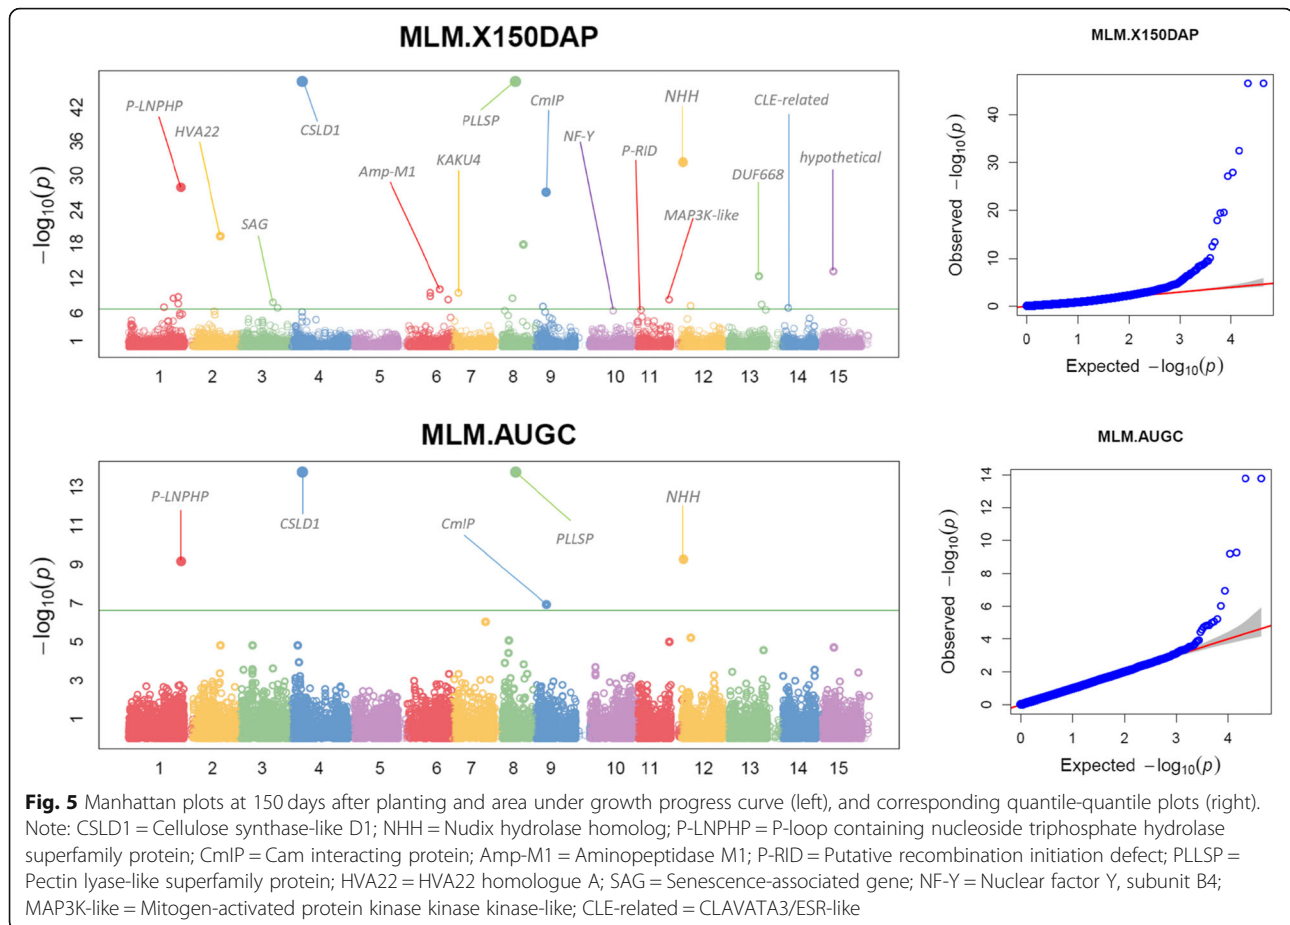 MLM.X150DAP
−log10(p)
42
36
30
24
18
12
6
1
P-LNPHP
HVA22
SAG
CSLD1
Amp-M1
KAKU4
PLLSP
CmIP
NF-Y
P-RID
NHH
MAP3K-like
DUF668
CLE-related
hypothetical
1 2 3 4 5 6 7 8 9 10 11 12 13 14 15
MLM.X150DAP
Observed −log10(p)
40
30
20
10
0
0 1 2 3 4
Expected −log10(p)
MLM.AUGC
−log10(p)
13
11
9
7
5
3
1
P-LNPHP
CSLD1
CmIP
PLLSP
NHH
1 2 3 4 5 6 7 8 9 10 11 12 13 14 15
MLM.AUGC
Observed −log10(p)
14
12
10
8
6
4
2
0
0 1 2 3 4
Expected −log10(p)
Fig. 5 Manhattan plots at 150 days after planting and area under growth progress curve (left), and corresponding quantile-quantile plots (right).
Note: CSLD1 = Cellulose synthase-like D1; NHH = Nudix hydrolase homolog; P-LNPHP = P-loop containing nucleoside triphosphate hydrolase
superfamily protein; CmIP = Cam interacting protein; Amp-M1 = Aminopeptidase M1; P-RID = Putative recombination initiation defect; PLLSP =
Pectin lyase-like superfamily protein; HVA22 = HVA22 homologue A; SAG = Senescence-associated gene; NF-Y = Nuclear factor Y, subunit B4;
MAP3K-like = Mitogen-activated protein kinase kinase kinase-like; CLE-related = CLAVATA3/ESR-like